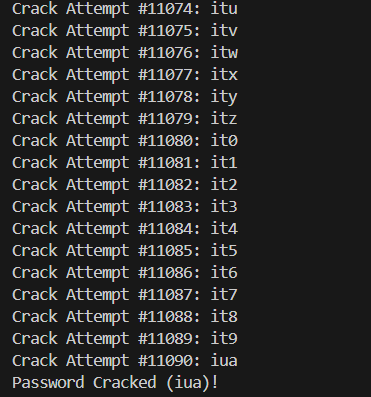 Crack Attempt #11074: itu
Crack Attempt #11075: itv
Crack Attempt #11076: itw
Crack Attempt #11077: itx
Crack Attempt #11078: ity
Crack Attempt #11079: itz
Crack Attempt #11080: it0
Crack Attempt #11081: it1
Crack Attempt #11082: it2
Crack Attempt #11083: it3
Crack Attempt #11084: it4
Crack Attempt #11085: it5
Crack Attempt #11086: it6
Crack Attempt #11087: it7
Crack Attempt #11088: it8
Crack Attempt #11089: it9
Crack Attempt #11090: iua
Password Cracked (iua)!